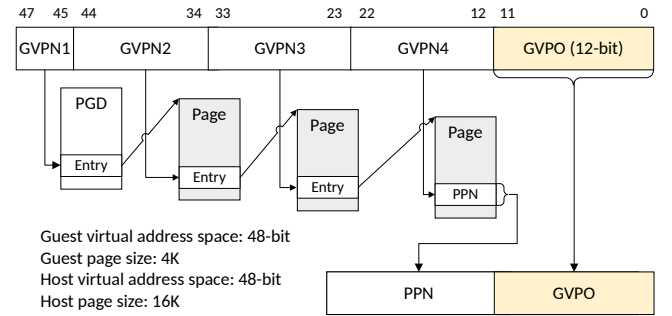 47 45 44 34 33 23 22 12 11 0
GVPN1 GVPN2 GVPN3 GVPN4 GVPO (12-bit)
PGD
Page
Page
Page
Entry
Entry
Entry
PPN
Guest virtual address space: 48-bit
Guest page size: 4K
Host virtual address space: 48-bit
Host page size: 16K
PPN GVPO